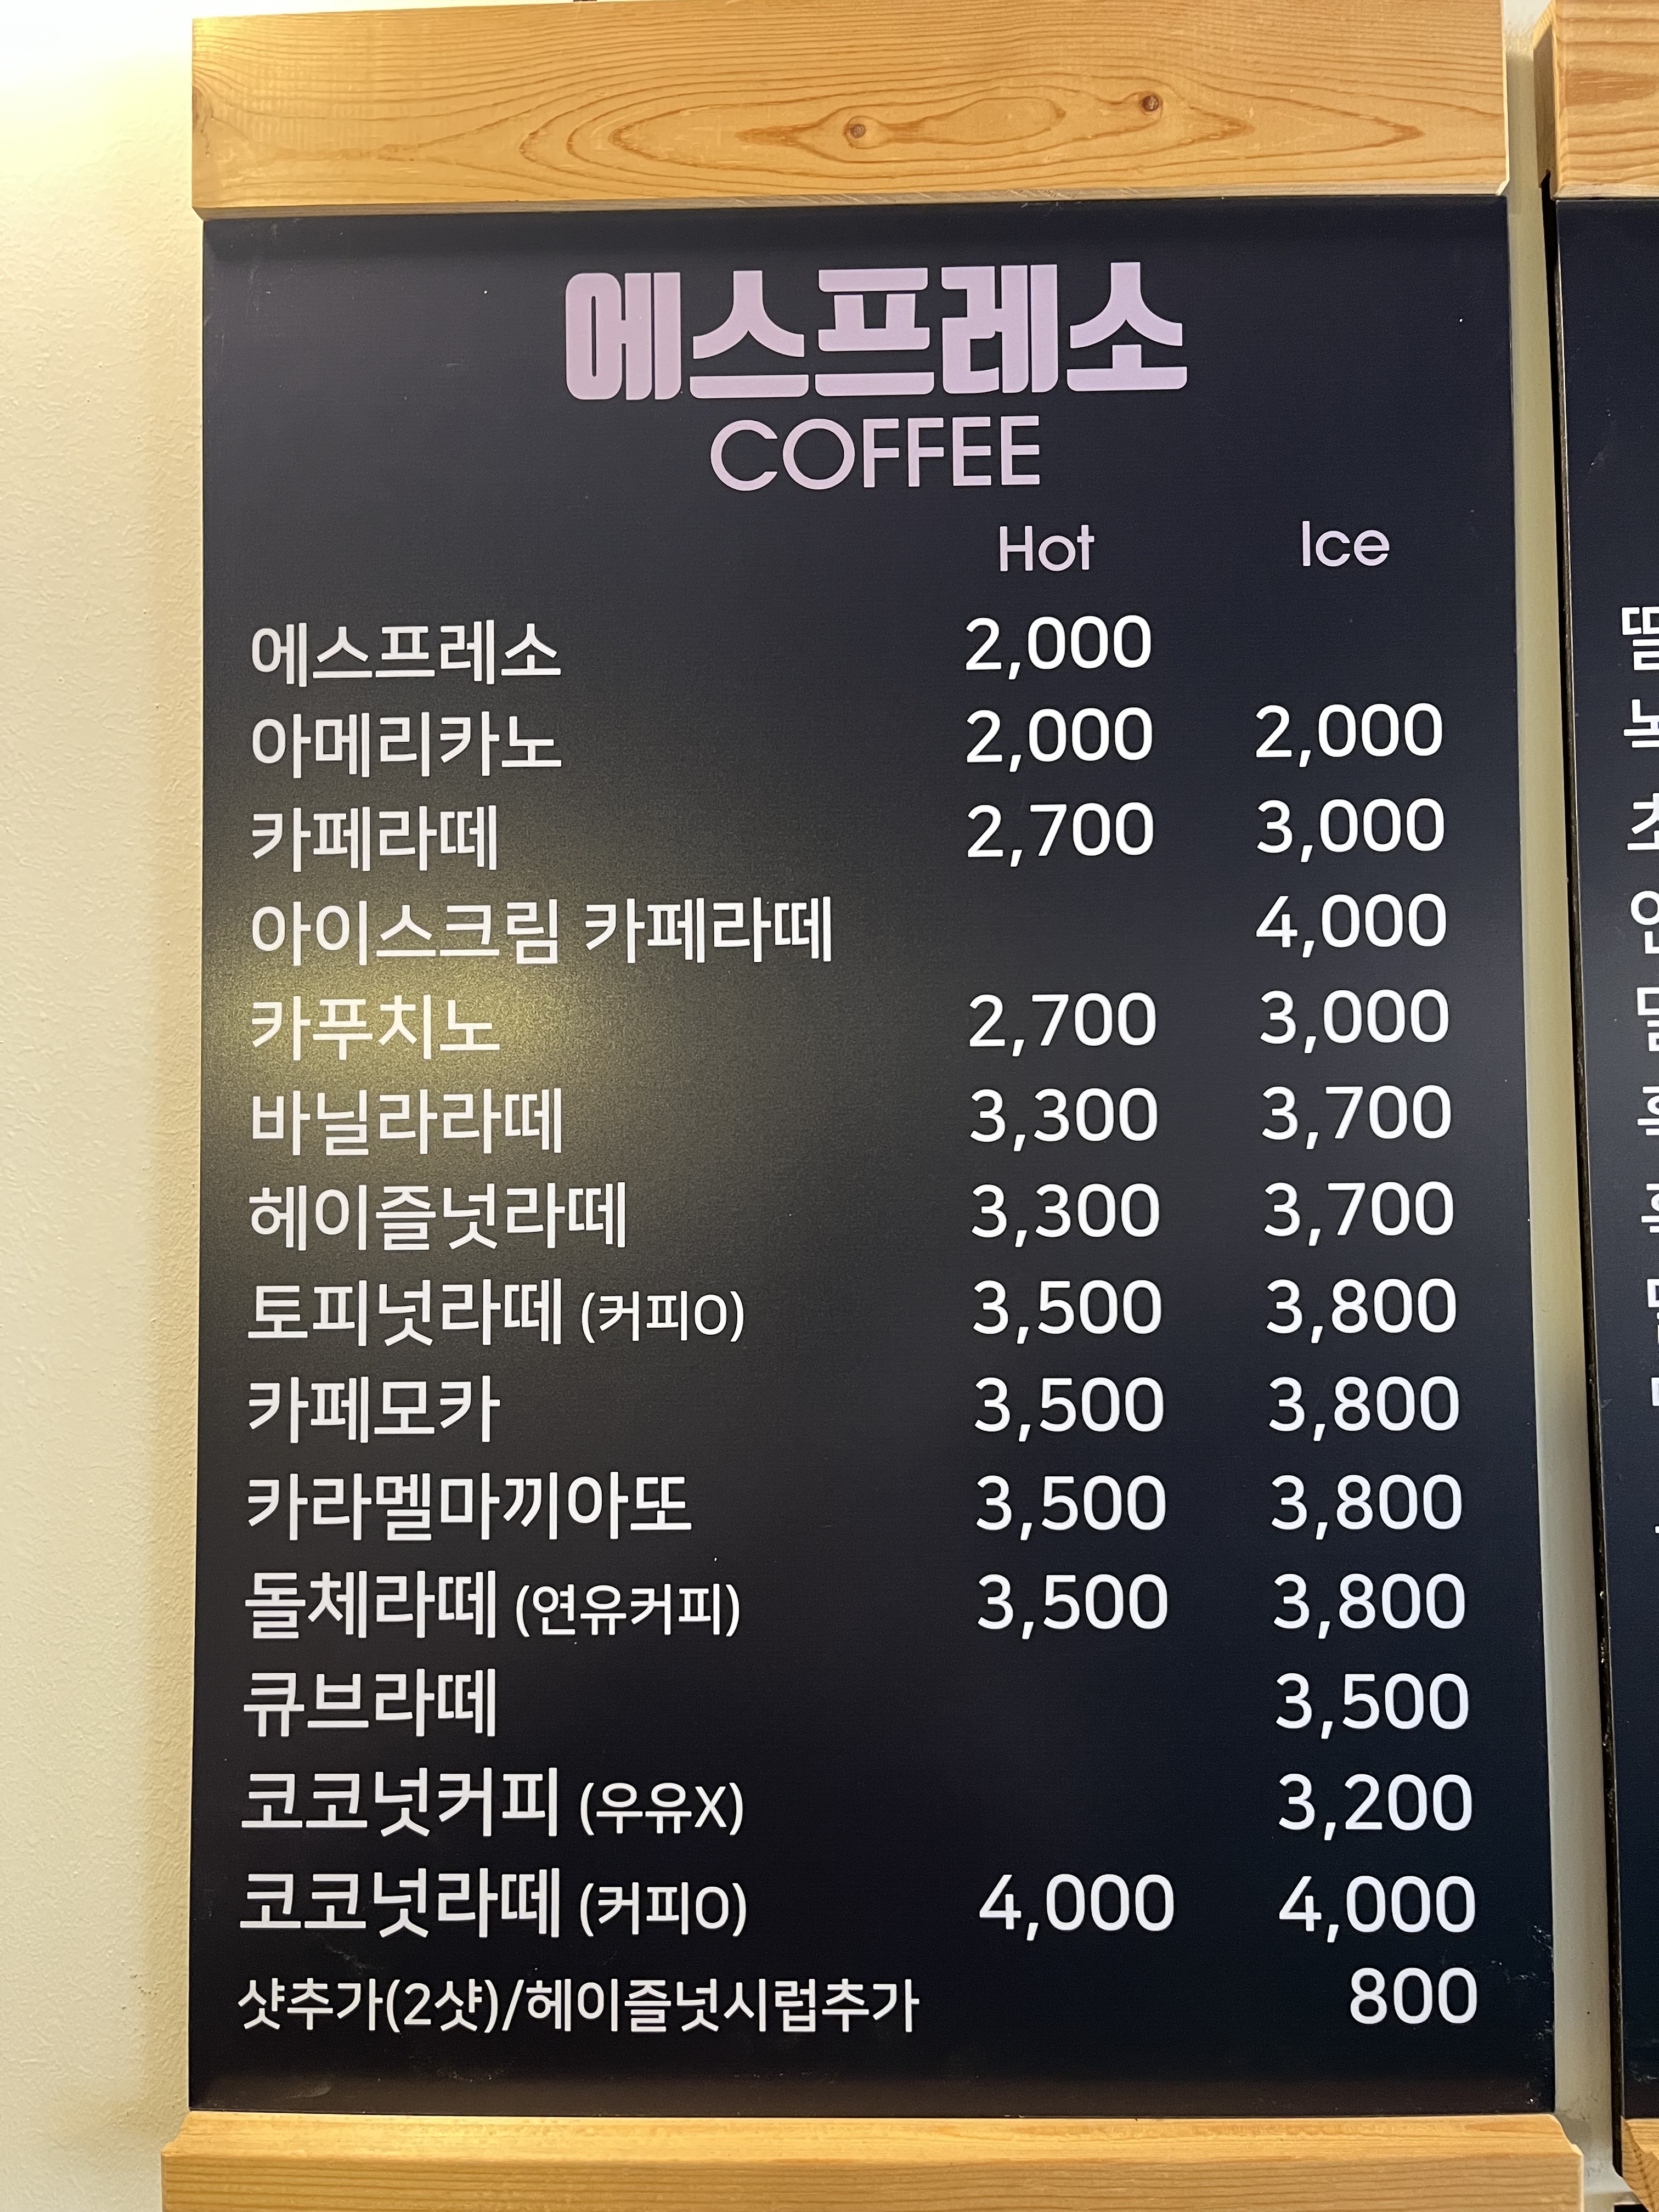 에스프레소
COFFEE
Hot Ice
에스프레소 2,000
아메리카노 2,000 2,000
카페라떼 2,700 3,000
아이스크림 카페라떼 4,000
카푸치노 2,700 3,000
바닐라라떼 3,300 3,700
헤이즐넛라떼 3,300 3,700
토피넛라떼 (커피O) 3,500 3,800
카페모카 3,500 3,800
카라멜마끼아또 3,500 3,800
돌체라떼 (연유커피) 3,500 3,800
큐브라떼 3,500
코코넛커피 (우유X) 3,200
코코넛라떼 (커피O) 4,000 4,000
샷추가(2샷)/헤이즐넛시럽추가 800